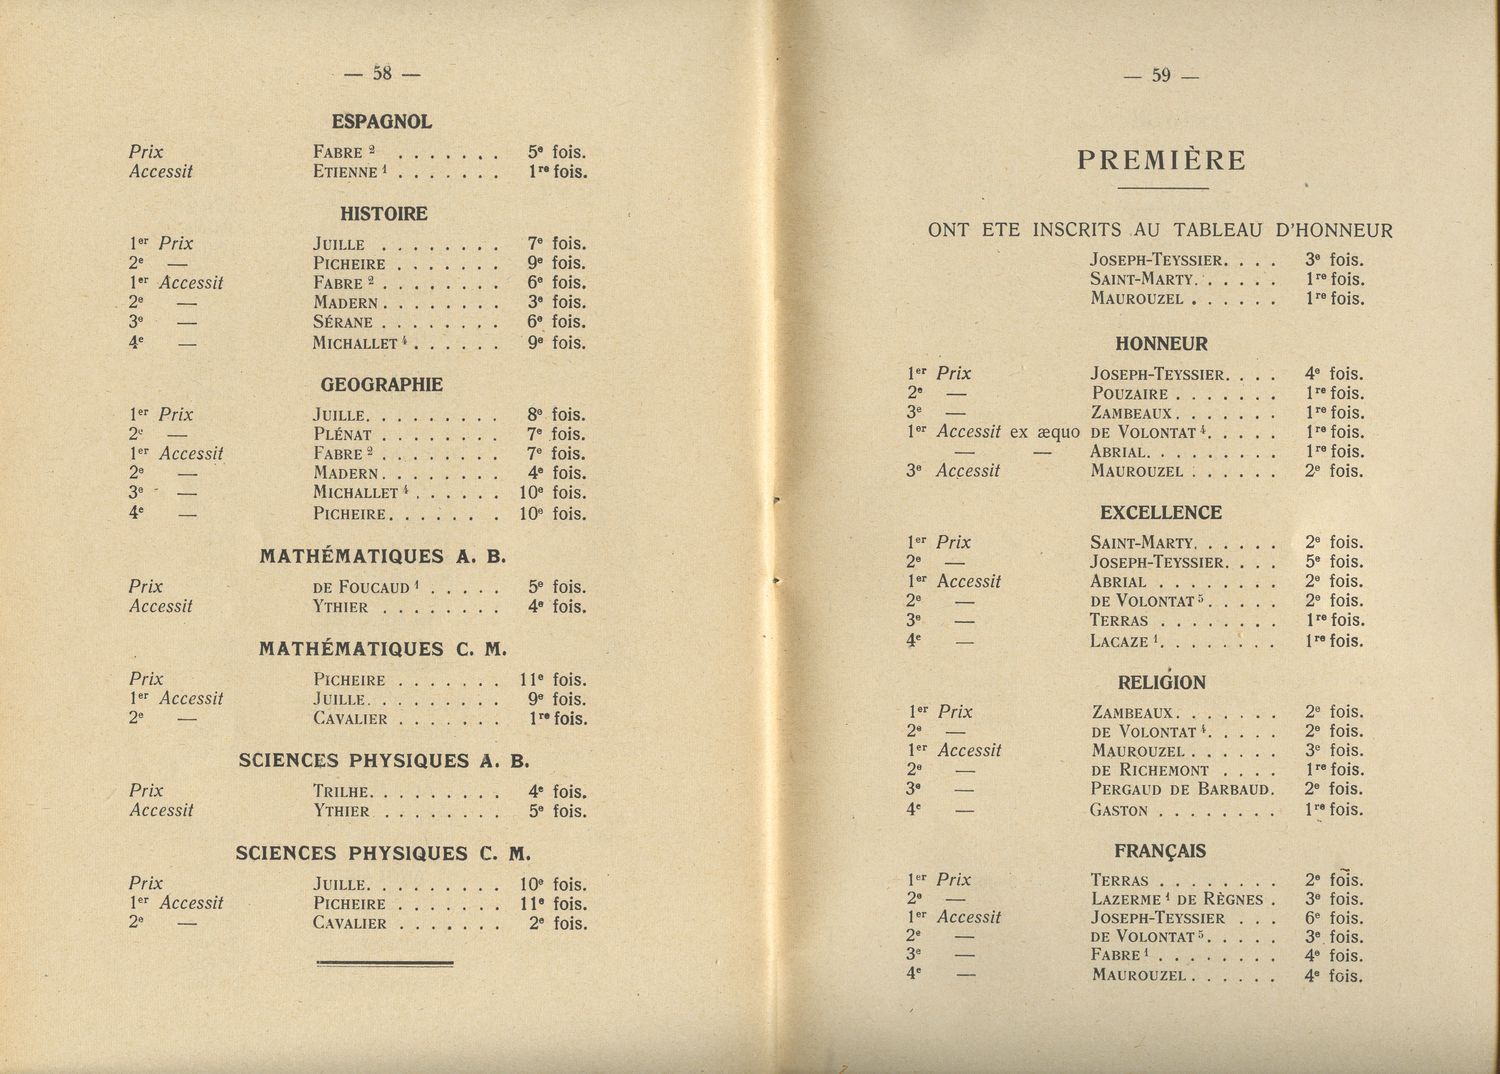 — 58 —
ESPAGNOL
Prix FABRE ² . . . . . . . 5ᵉ fois.
Accessit ETIENNE ¹ . . . . . . . 1ʳᵉ fois.
HISTOIRE
1ᵉʳ Prix JUILLE . . . . . . . . 7ᵉ fois.
2ᵉ — PICHEIRE . . . . . . . 9ᵉ fois.
1ᵉʳ Accessit FABRE ² . . . . . . . . 6ᵉ fois.
2ᵉ — MADERN . . . . . . . . 3ᵉ fois.
3ᵉ — SÉRANE . . . . . . . . 6ᵉ fois.
4ᵉ — MICHALLET ⁴ . . . . . . 9ᵉ fois.
GEOGRAPHIE
1ᵉʳ Prix JUILLE. . . . . . . . . 8ᵉ fois.
2ᵉ — PLÉNAT . . . . . . . . 7ᵉ fois.
1ᵉʳ Accessit FABRE ² . . . . . . . . 7ᵉ fois.
2ᵉ — MADERN. . . . . . . . 4ᵉ fois.
3ᵉ — MICHALLET ⁴ . . . . . . 10ᵉ fois.
4ᵉ — PICHEIRE. . . . . . . 10ᵉ fois.
MATHÉMATIQUES A. B.
Prix DE FOUCAUD ¹ . . . . . 5ᵉ fois.
Accessit YTHIER . . . . . . . . 4ᵉ fois.
MATHÉMATIQUES C. M.
Prix PICHEIRE . . . . . . . 11ᵉ fois.
1ᵉʳ Accessit JUILLE. . . . . . . . . 9ᵉ fois.
2ᵉ — CAVALIER . . . . . . . 1ʳᵉ fois.
SCIENCES PHYSIQUES A. B.
Prix TRILHE. . . . . . . . . 4ᵉ fois.
Accessit YTHIER . . . . . . . . 5ᵉ fois.
SCIENCES PHYSIQUES C. M.
Prix JUILLE. . . . . . . . . 10ᵉ fois.
1ᵉʳ Accessit PICHEIRE . . . . . . . 11ᵉ fois.
2ᵉ — CAVALIER . . . . . . . 2ᵉ fois.
— 59 —
PREMIÈRE
ONT ETE INSCRITS AU TABLEAU D'HONNEUR
JOSEPH-TEYSSIER. . . . 3ᵉ fois.
SAINT-MARTY. . . . . . 1ʳᵉ fois.
MAUROUZEL . . . . . . 1ʳᵉ fois.
HONNEUR
1ᵉʳ Prix JOSEPH-TEYSSIER. . . . 4ᵉ fois.
2ᵉ — POUZAIRE . . . . . . . 1ʳᵉ fois.
3ᵉ — ZAMBEAUX. . . . . . . 1ʳᵉ fois.
1ᵉʳ Accessit ex æquo DE VOLONTAT ⁴. . . . . 1ʳᵉ fois.
— — ABRIAL. . . . . . . . . 1ʳᵉ fois.
3ᵉ Accessit MAUROUZEL . . . . . . 2ᵉ fois.
EXCELLENCE
1ᵉʳ Prix SAINT-MARTY. . . . . . 2ᵉ fois.
2ᵉ — JOSEPH-TEYSSIER. . . . 5ᵉ fois.
1ᵉʳ Accessit ABRIAL . . . . . . . . 2ᵉ fois.
2ᵉ — DE VOLONTAT ⁵. . . . . 2ᵉ fois.
3ᵉ — TERRAS . . . . . . . . 1ʳᵉ fois.
4ᵉ — LACAZE ¹. . . . . . . . 1ʳᵉ fois.
RELIGION
1ᵉʳ Prix ZAMBEAUX. . . . . . . 2ᵉ fois.
2ᵉ — DE VOLONTAT ⁴. . . . . 2ᵉ fois.
1ᵉʳ Accessit MAUROUZEL . . . . . . 3ᵉ fois.
2ᵉ — DE RICHEMONT . . . . 1ʳᵉ fois.
3ᵉ — PERGAUD DE BARBAUD. 2ᵉ fois.
4ᵉ — GASTON . . . . . . . . 1ʳᵉ fois.
FRANÇAIS
1ᵉʳ Prix TERRAS . . . . . . . . 2ᵉ fois.
2ᵉ — LAZERME ¹ DE RÈGNES . 3ᵉ fois.
1ᵉʳ Accessit JOSEPH-TEYSSIER . . . 6ᵉ fois.
2ᵉ — DE VOLONTAT ⁵. . . . . 3ᵉ fois.
3ᵉ — FABRE ¹ . . . . . . . . 4ᵉ fois.
4ᵉ — MAUROUZEL . . . . . . 4ᵉ fois.